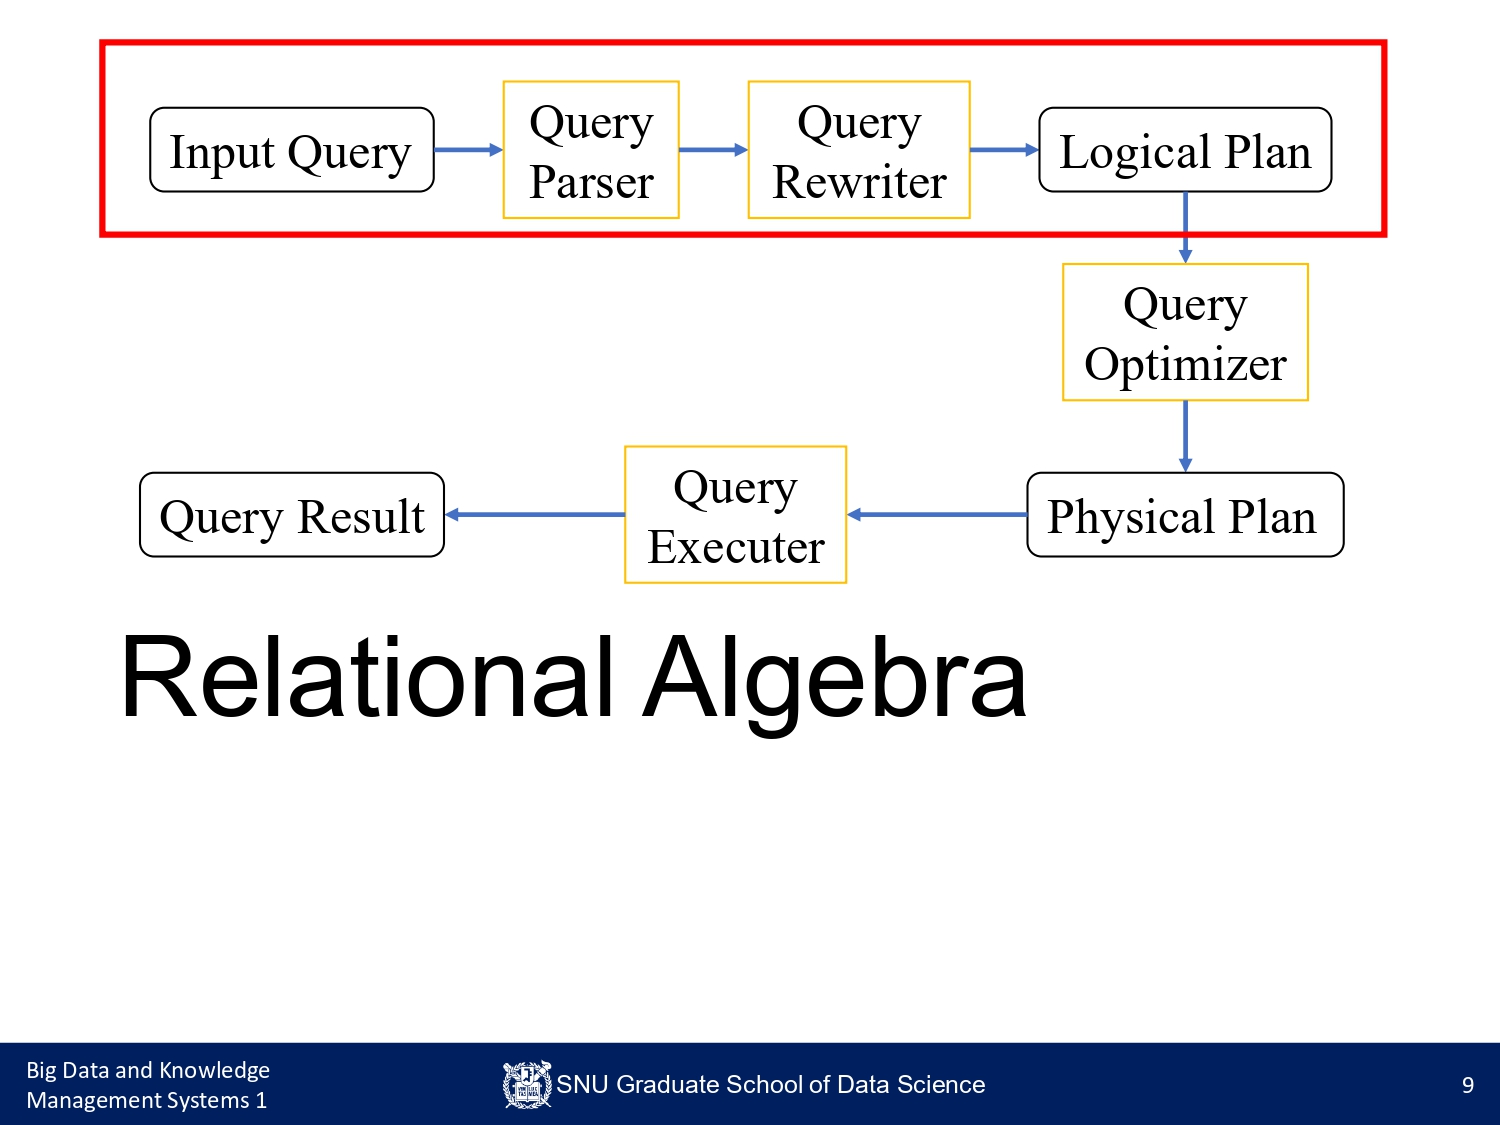 Input Query
Query
Parser
Query
Rewriter
Logical Plan
Query
Optimizer
Query Result
Query
Executer
Physical Plan
Relational Algebra
Big Data and Knowledge
Management Systems 1
SNU Graduate School of Data Science
9